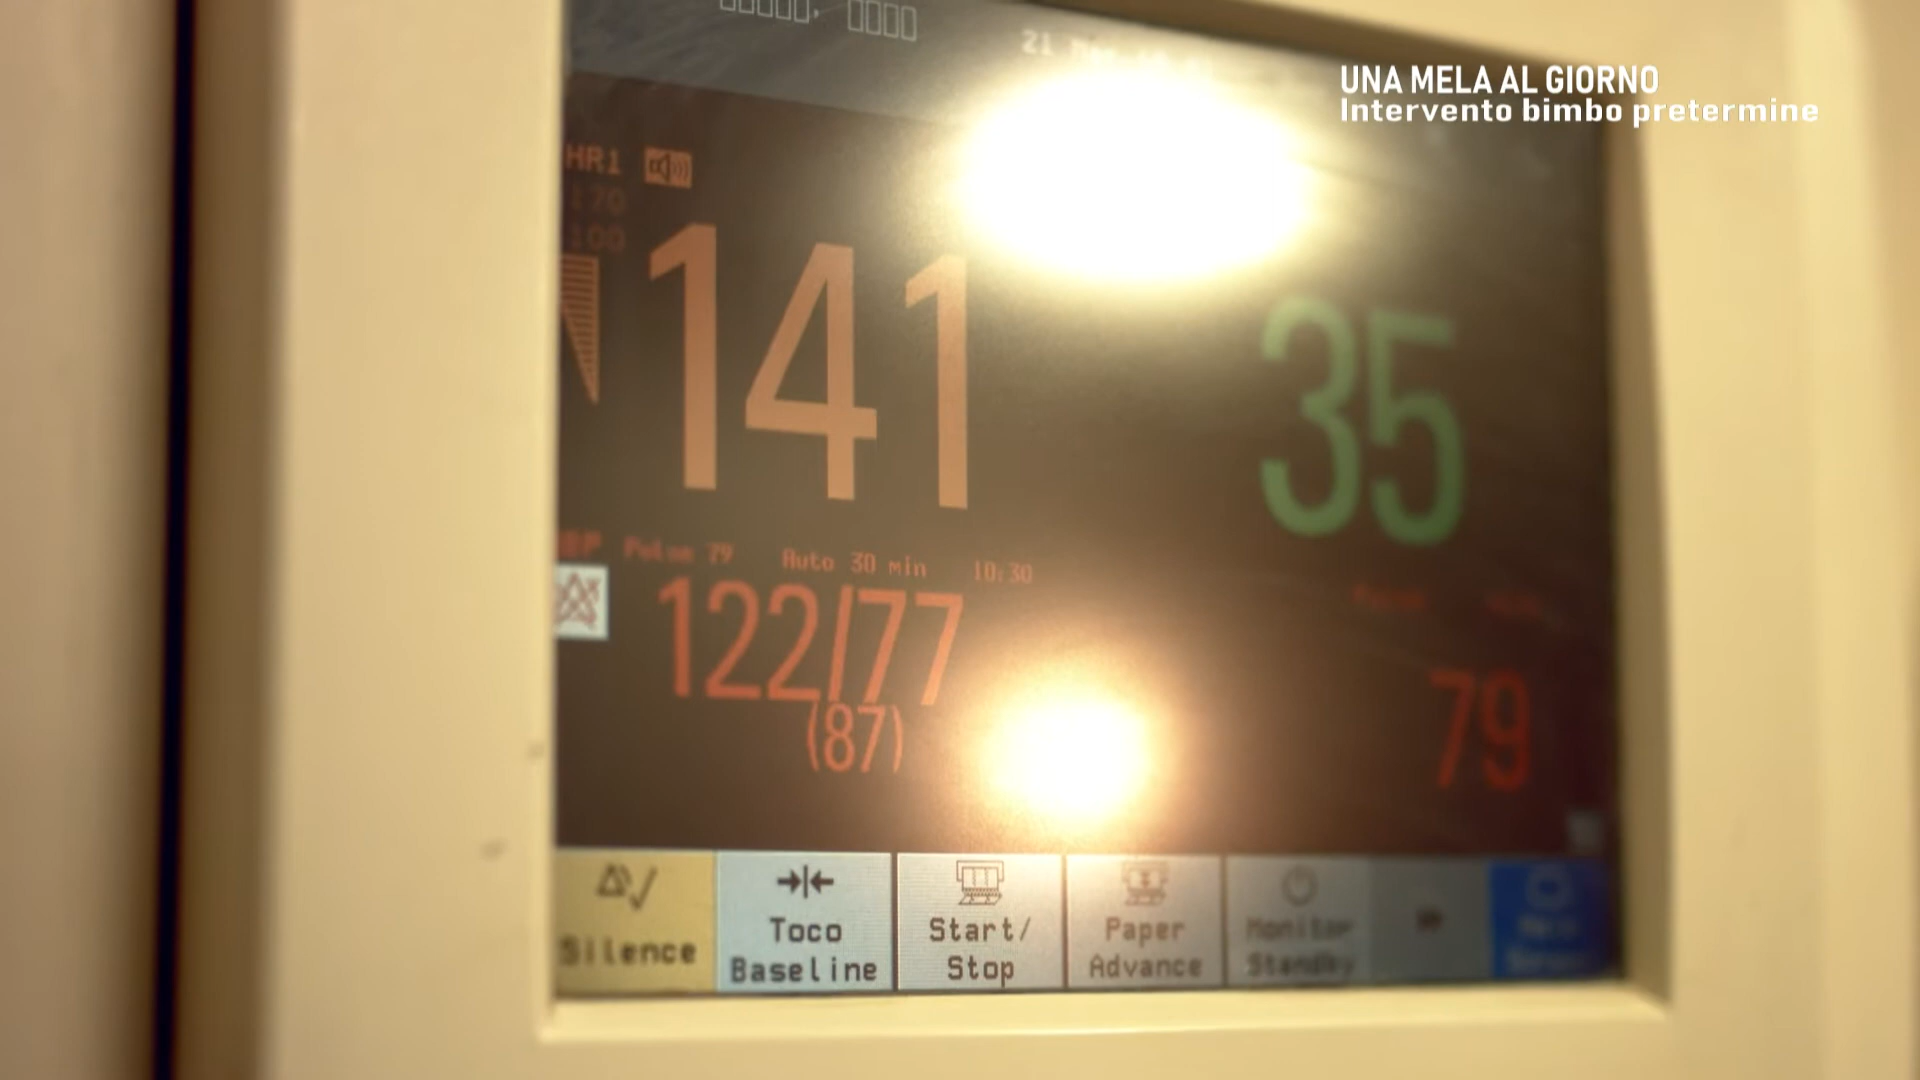 UNA MELA AL GIORNO
Intervento bimbo pretermine
21
HR1
170
100
141
35
Pulse 79 Auto 30 min 10:30
122/77
(87)
79
Silence
Toco Baseline
Start/ Stop
Paper Advance
Monitor Standby